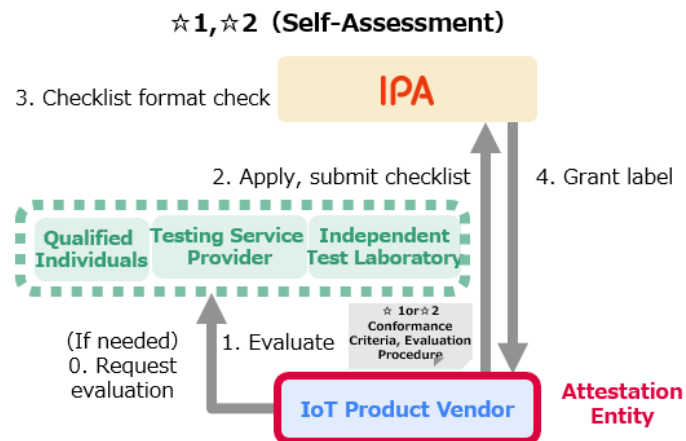 ☆1,☆2（Self-Assessment）
3. Checklist format check
IPA
2. Apply, submit checklist
4. Grant label
Qualified
Individuals
Testing Service
Provider
Independent
Test Laboratory
(If needed)
0. Request
evaluation
1. Evaluate
☆ 1or☆2
Conformance
Criteria, Evaluation
Procedure
IoT Product Vendor
Attestation
Entity